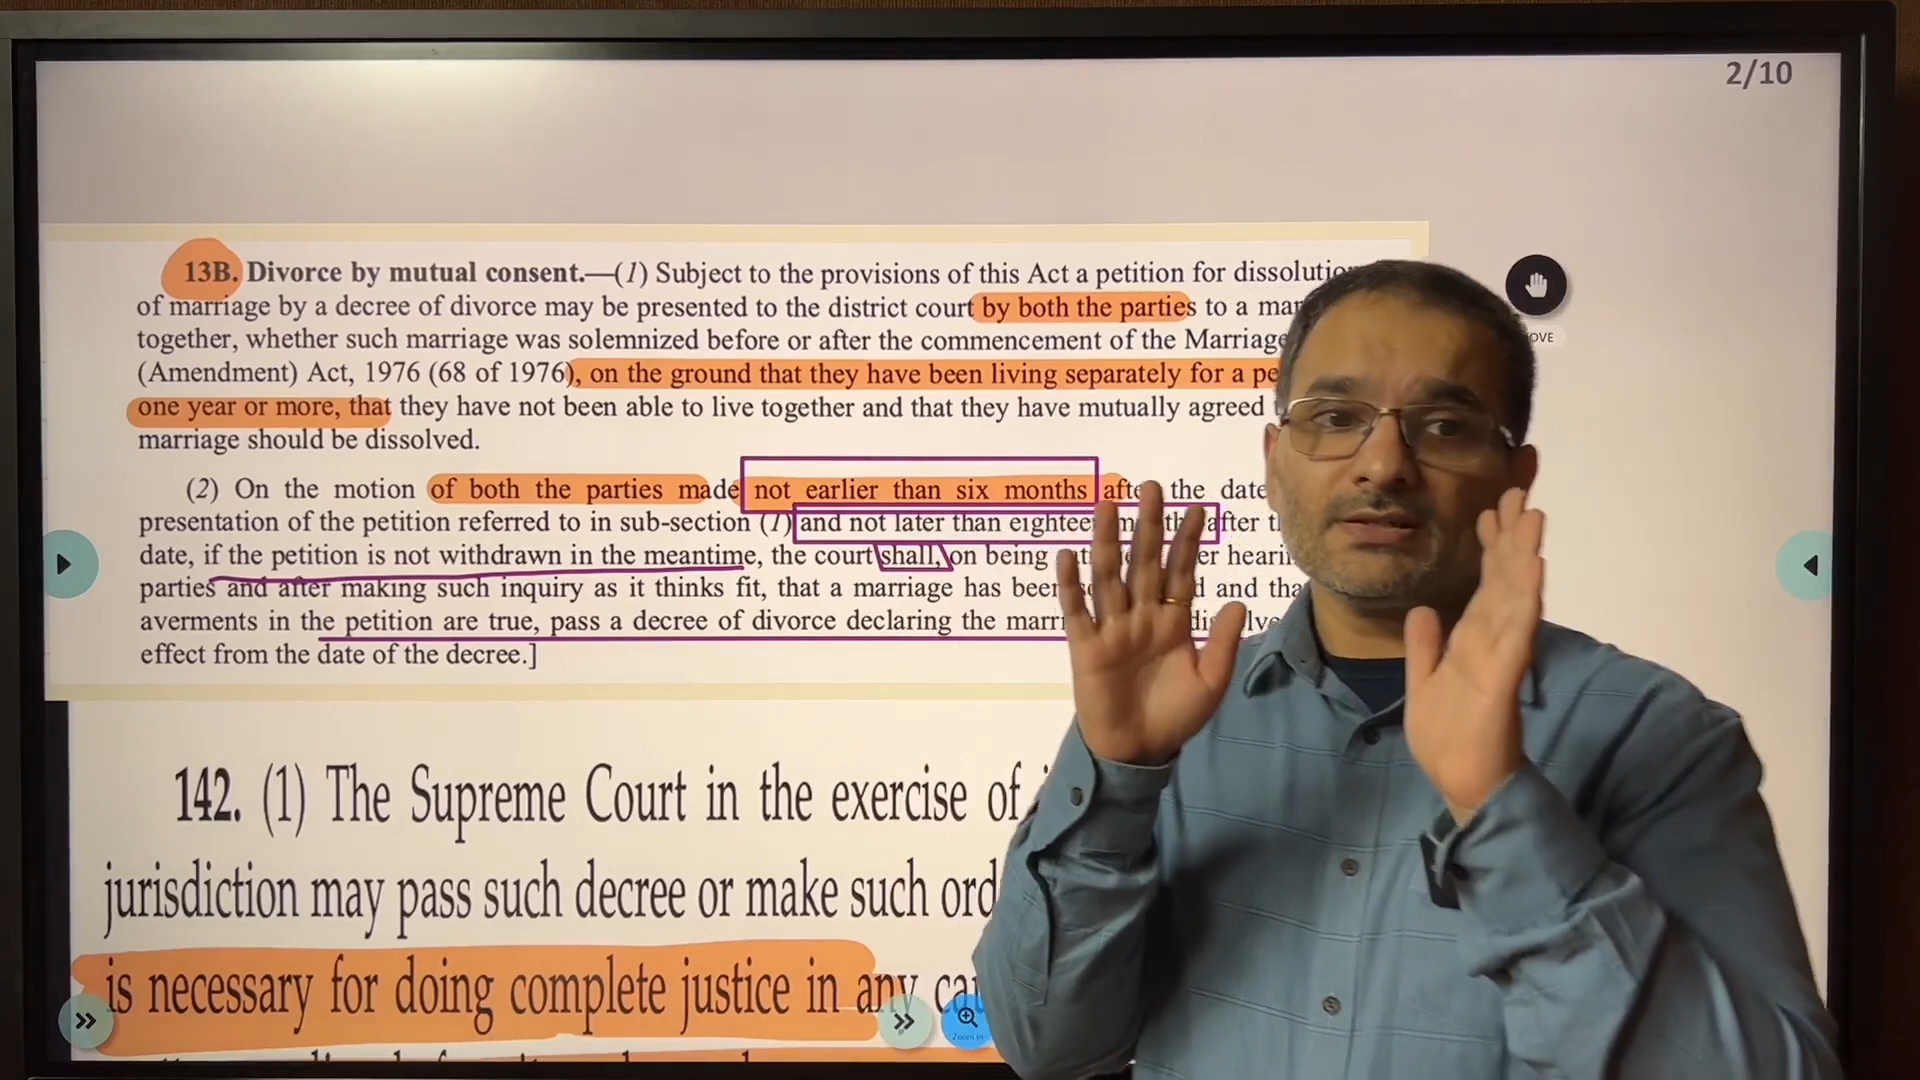 2/10
13B. Divorce by mutual consent.—(1) Subject to the provisions of this Act a petition for
of marriage by a decree of divorce may be presented to the district court by both the parties to a
together, whether such marriage was solemnized before or after the commencement of the Marriage
(Amendment) Act, 1976 (68 of 1976), on the ground that they have been living separately for a
one year or more, that they have not been able to live together and that they have mutually agreed
marriage should be dissolved.
(2) On the motion of both the parties made not earlier than six months after the date
presentation of the petition referred to in sub-section (1) and not later than after
date, if the petition is not withdrawn in the meantime, the court shall, on being
parties and after making such inquiry as it thinks fit, that a marriage has been and
averments in the petition are true, pass a decree of divorce declaring the
effect from the date of the decree.]
142. (1) The Supreme Court in the exercise of
jurisdiction may pass such decree or make such
is necessary for doing complete justice in any
Zoom In